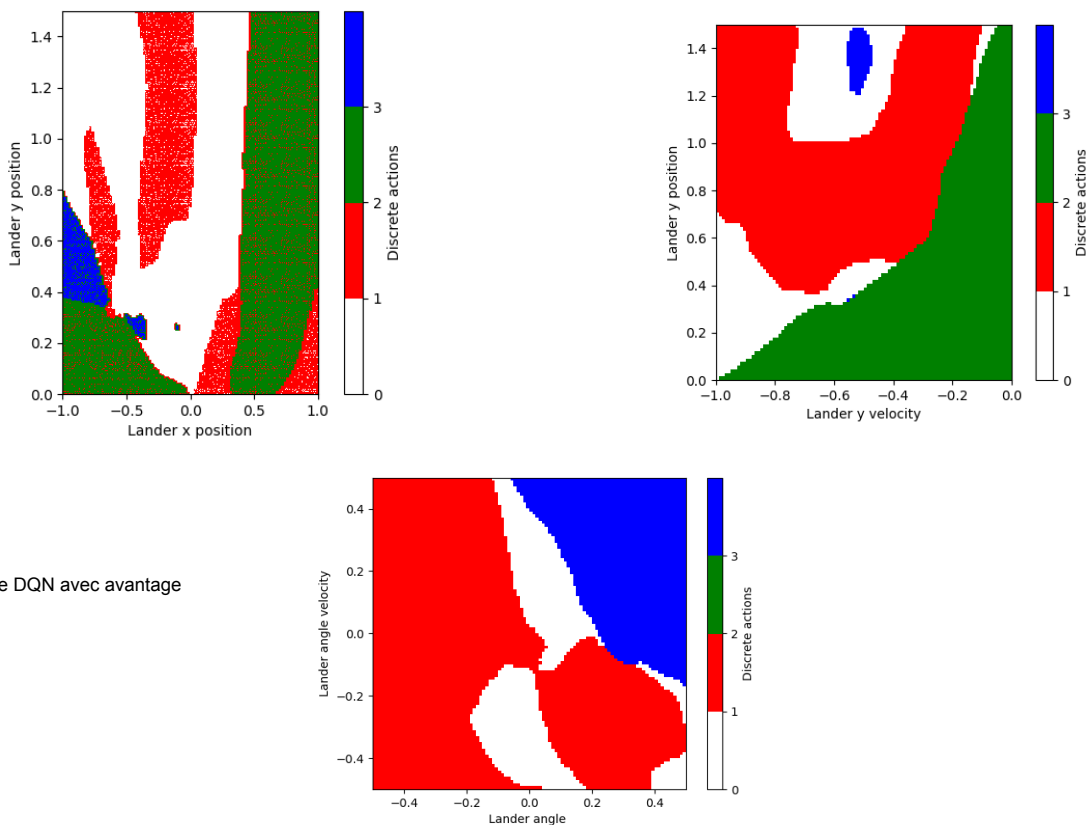 1.4
1.2
1.0
0.8
0.6
0.4
0.2
0.0
Lander y position
−1.0 −0.5 0.0 0.5 1.0
Lander x position
3
2
1
0
Discrete actions
1.4
1.2
1.0
0.8
0.6
0.4
0.2
0.0
Lander y position
−1.0 −0.8 −0.6 −0.4 −0.2 0.0
Lander y velocity
3
2
1
0
Discrete actions
e DQN avec avantage
0.4
0.2
0.0
−0.2
−0.4
Lander angle velocity
−0.4 −0.2 0.0 0.2 0.4
Lander angle
3
2
1
0
Discrete actions